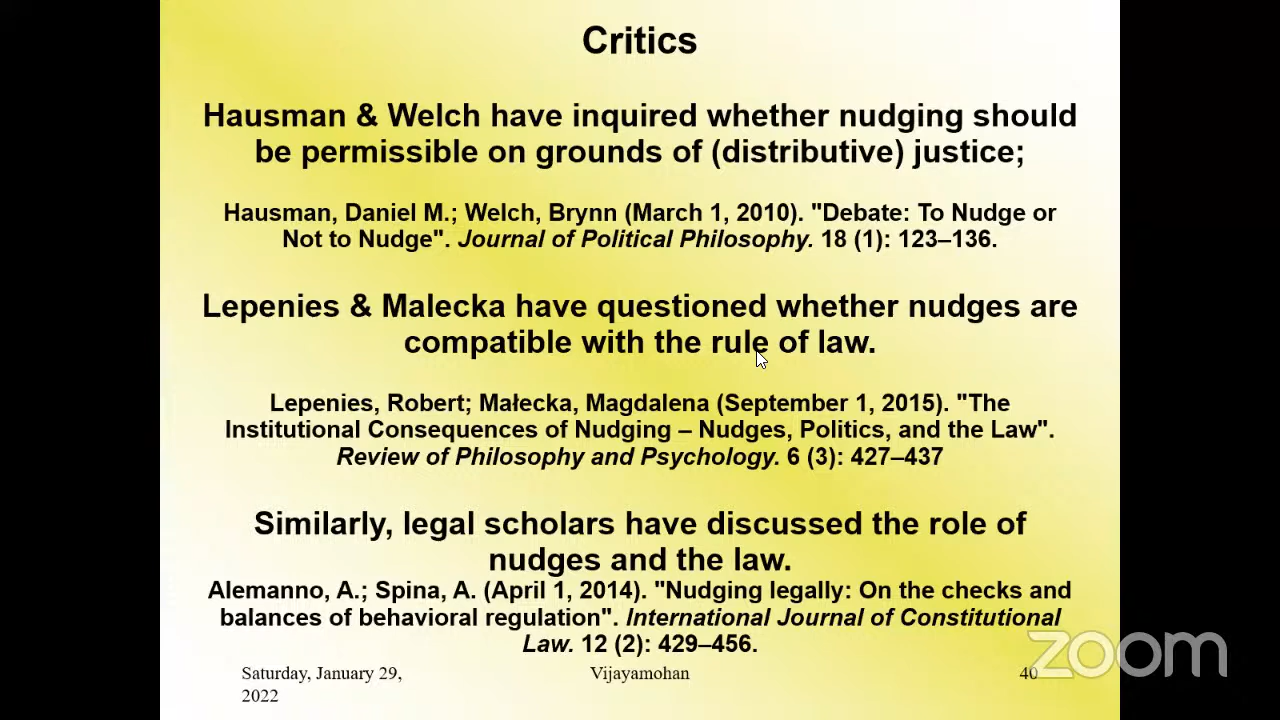 Critics
Hausman & Welch have inquired whether nudging should
be permissible on grounds of (distributive) justice;
Hausman, Daniel M.; Welch, Brynn (March 1, 2010). "Debate: To Nudge or
Not to Nudge". Journal of Political Philosophy. 18 (1): 123–136.
Lepenies & Malecka have questioned whether nudges are
compatible with the rule of law.
Lepenies, Robert; Małecka, Magdalena (September 1, 2015). "The
Institutional Consequences of Nudging – Nudges, Politics, and the Law".
Review of Philosophy and Psychology. 6 (3): 427–437
Similarly, legal scholars have discussed the role of
nudges and the law.
Alemanno, A.; Spina, A. (April 1, 2014). "Nudging legally: On the checks and
balances of behavioral regulation". International Journal of Constitutional
Law. 12 (2): 429–456.
Saturday, January 29,
2022
Vijayamohan
40
zoom